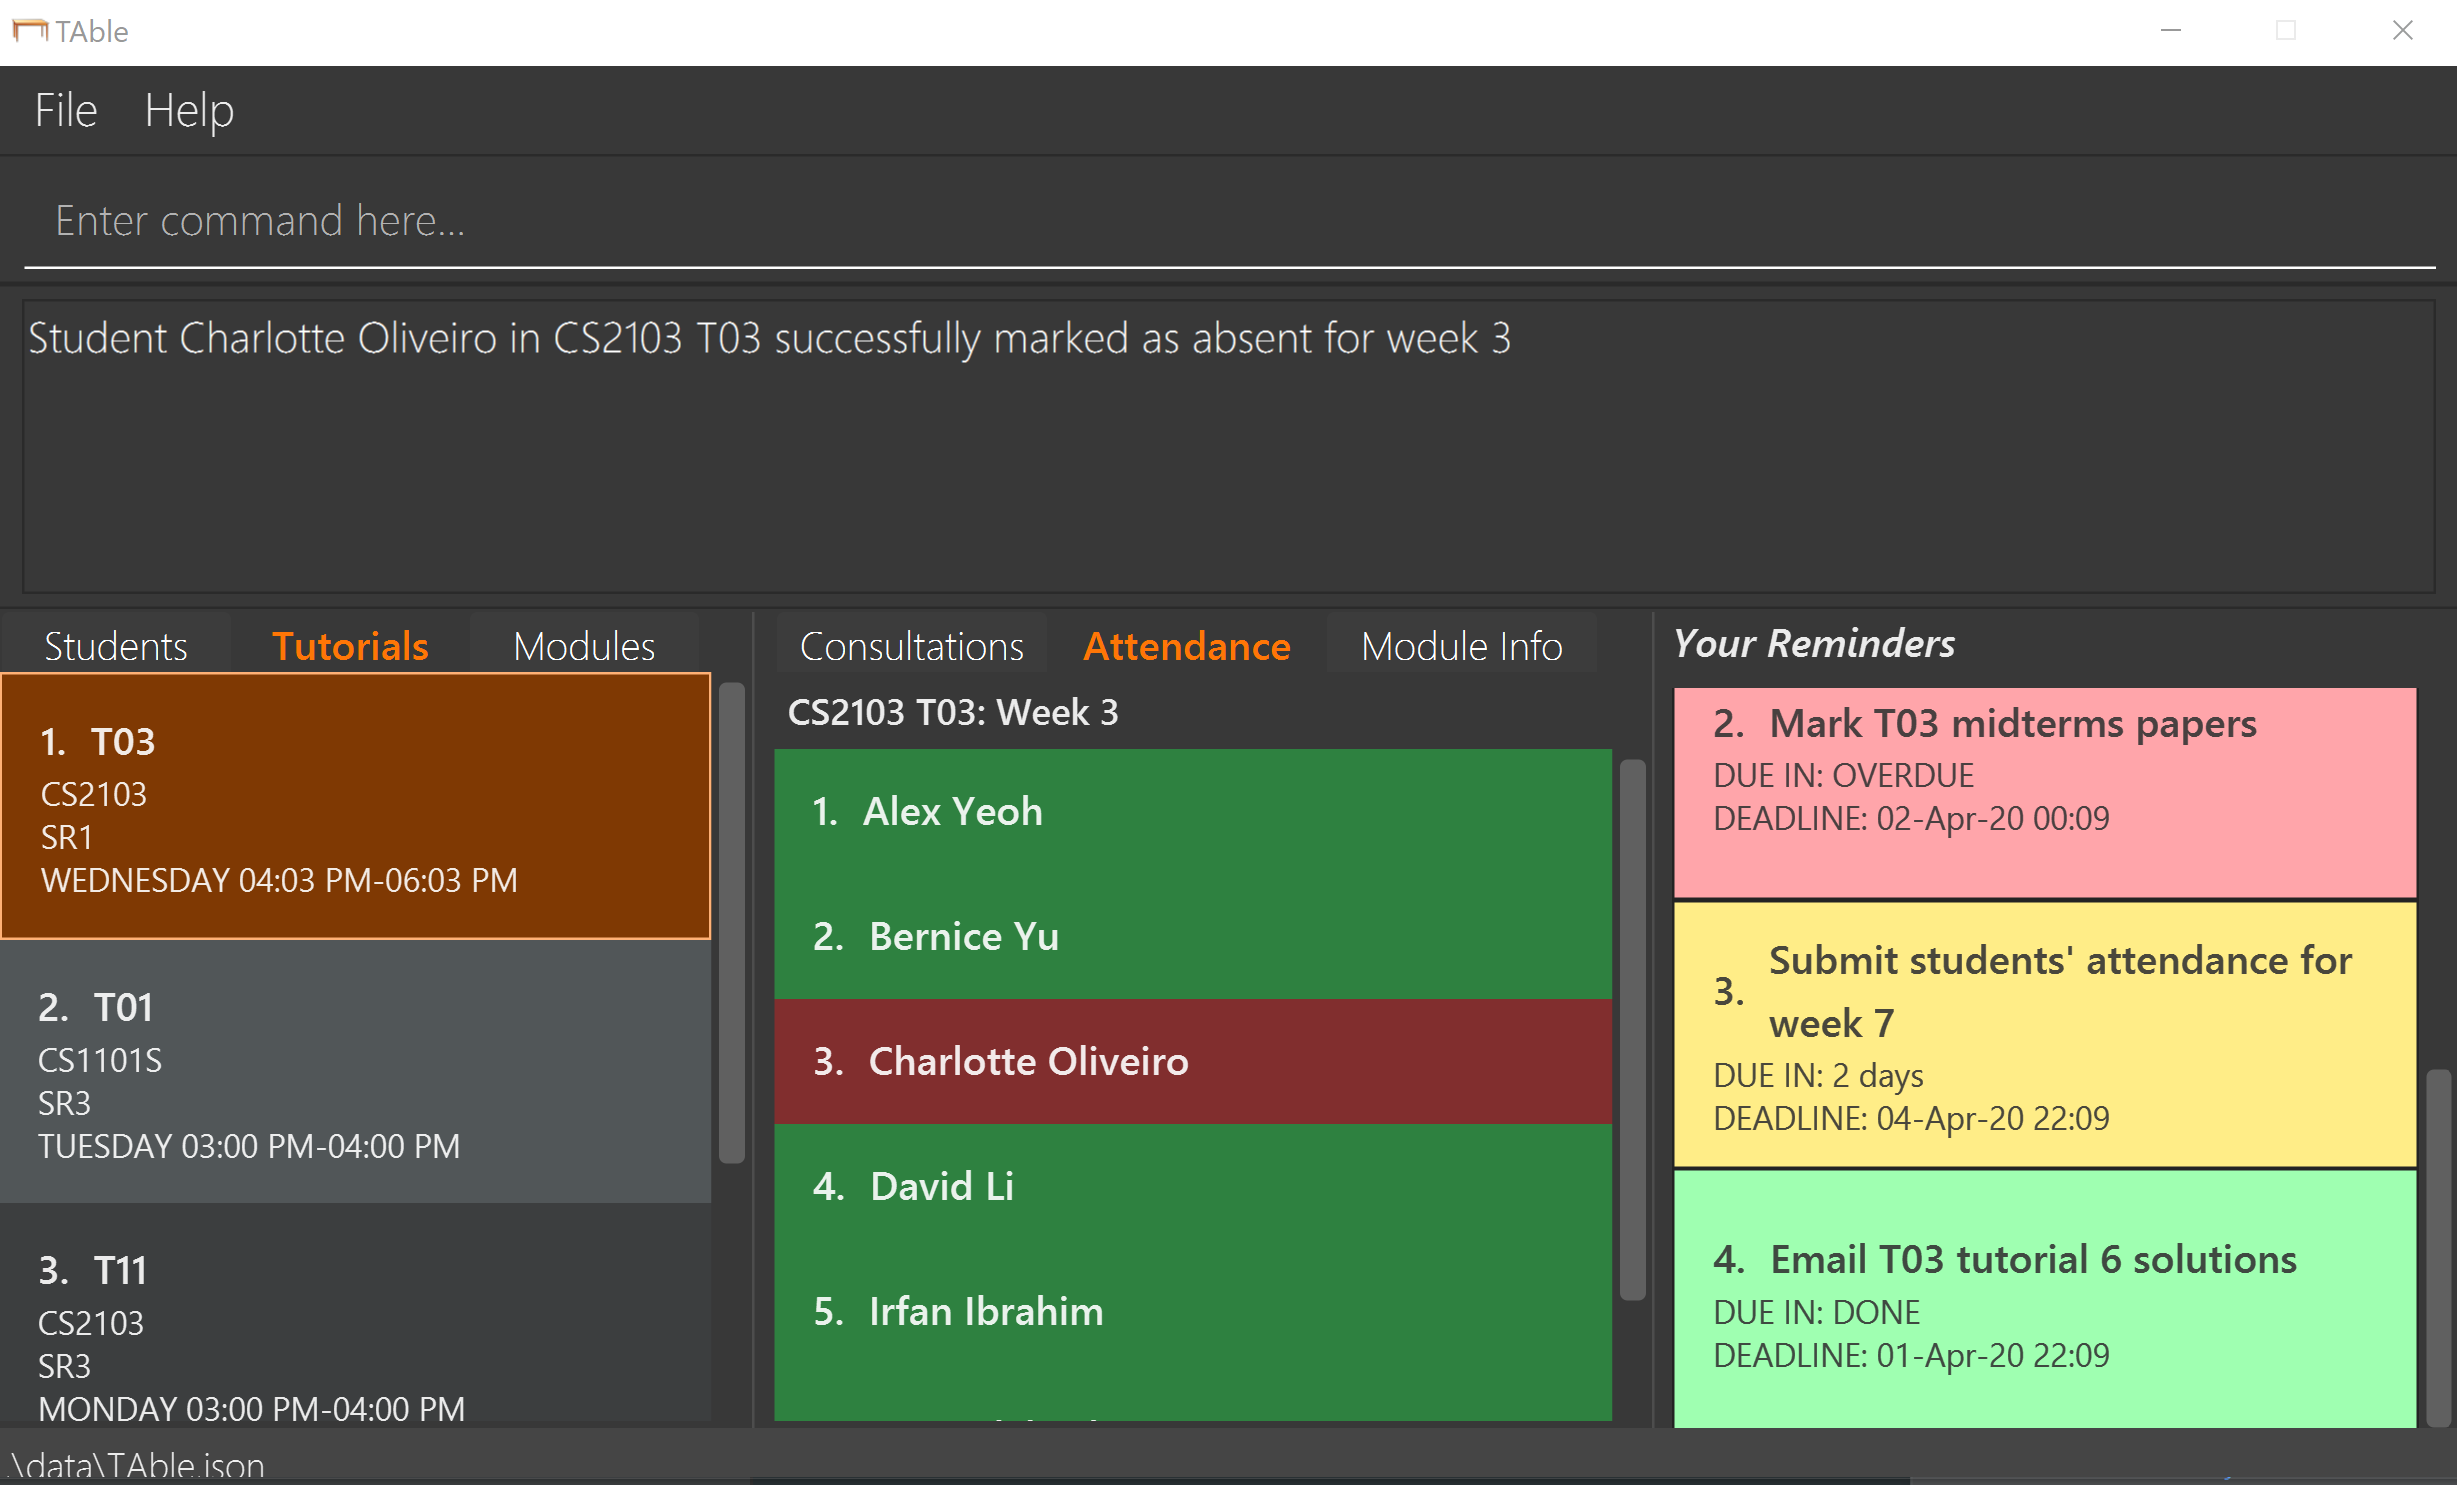 TAble
File Help
Enter command here...
Student Charlotte Oliveiro in CS2103 T03 successfully marked as absent for week 3
Students Tutorials Modules
1. T03
CS2103
SR1
WEDNESDAY 04:03 PM-06:03 PM
2. T01
CS1101S
SR3
TUESDAY 03:00 PM-04:00 PM
3. T11
CS2103
SR3
MONDAY 03:00 PM-04:00 PM
Consultations Attendance Module Info
CS2103 T03: Week 3
1. Alex Yeoh
2. Bernice Yu
3. Charlotte Oliveiro
4. David Li
5. Irfan Ibrahim
Your Reminders
2. Mark T03 midterms papers
DUE IN: OVERDUE
DEADLINE: 02-Apr-20 00:09
3. Submit students' attendance for
week 7
DUE IN: 2 days
DEADLINE: 04-Apr-20 22:09
4. Email T03 tutorial 6 solutions
DUE IN: DONE
DEADLINE: 01-Apr-20 22:09
.\data\TAble.json